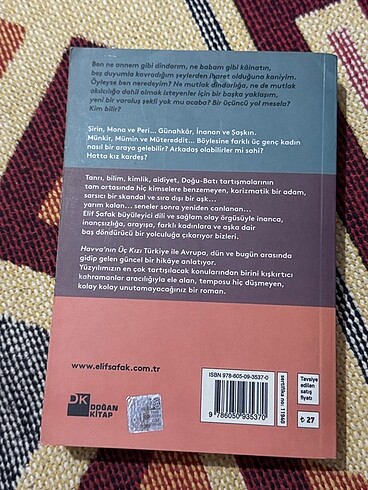 Ben ne annem gibi dindarım, ne babam gibi kâinatın,
beş duyumla kavradığım şeylerden ibaret olduğuna kaniyim.
Öyleyse ben neredeyim? Ne mutlak dindarlığa, ne de mutlak
akılcılığa dahil olmak isteyenler için bir başka yaklaşım,
yeni bir varoluş şekli yok mu acaba? Bir üçüncü yol mesela?
Kim bilir?
Şirin, Mona ve Peri... Günahkâr, İnanan ve Şaşkın.
Münkir, Mümin ve Mütereddit... Böylesine farklı üç genç kadın
nasıl bir araya gelebilir? Arkadaş olabilirler mi sahi?
Hatta kız kardeş?
Tanrı, bilim, kimlik, aidiyet, Doğu-Batı tartışmalarının
tam ortasında hiç kimselere benzemeyen, korizmatik bir adam,
sarsıcı bir skandal ve sıra dışı bir aşk...
yarım kalan... seneler sonra yeniden canlanan...
Elif Şafak büyüleyici dili ve sağlam olay örgüsüyle inanca,
inançsızlığa, arayışa, farklı kadınlara ve aşka dair
baş döndürücü bir yolculuğa çıkarıyor bizleri.
Havva'nın Üç Kızı Türkiye ile Avrupa, dün ve bugün arasında
gidip gelen güncel bir hikâye anlatıyor.
Yüzyılımızın en çok tartışılacak konularından birini kışkırtıcı
kahramanlar aracılığıyla ele alan, temposu hiç düşmeyen,
kolay kolay unutamayacağınız bir roman.
www.elifsafak.com.tr
DK
DOĞAN
KİTAP
ISBN 978-605-09-3537-0
9 786050 935370
sertifika no: 11940
Tavsiye
edilen
satış
fiyatı
₺ 27